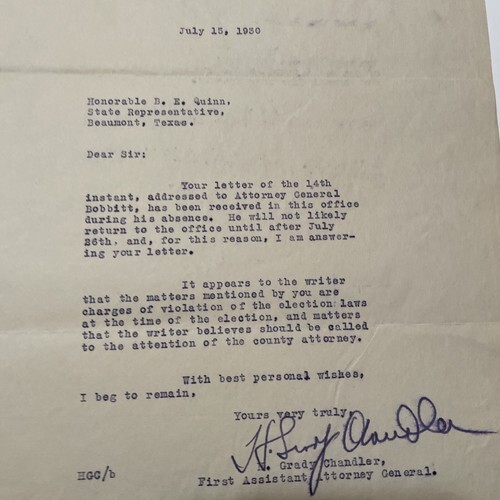 July 15, 1930
Honorable B. E. Quinn,
State Representative,
Beaumont, Texas.
Dear Sir:
Your letter of the 14th
instant, addressed to Attorney General
Bobbitt, has been received in this office
during his absence. He will not likely
return to the office until after July
26th, and, for this reason, I am answer-
ing your letter.
It appears to the writer
that the matters mentioned by you are
charges of violation of the election laws
at the time of the election, and matters
that the writer believes should be called
to the attention of the county attorney.
With best personal wishes,
I beg to remain,
Yours very truly,
H. Grady Chandler
H. Grady Chandler,
First Assistant Attorney General.
HGC/b